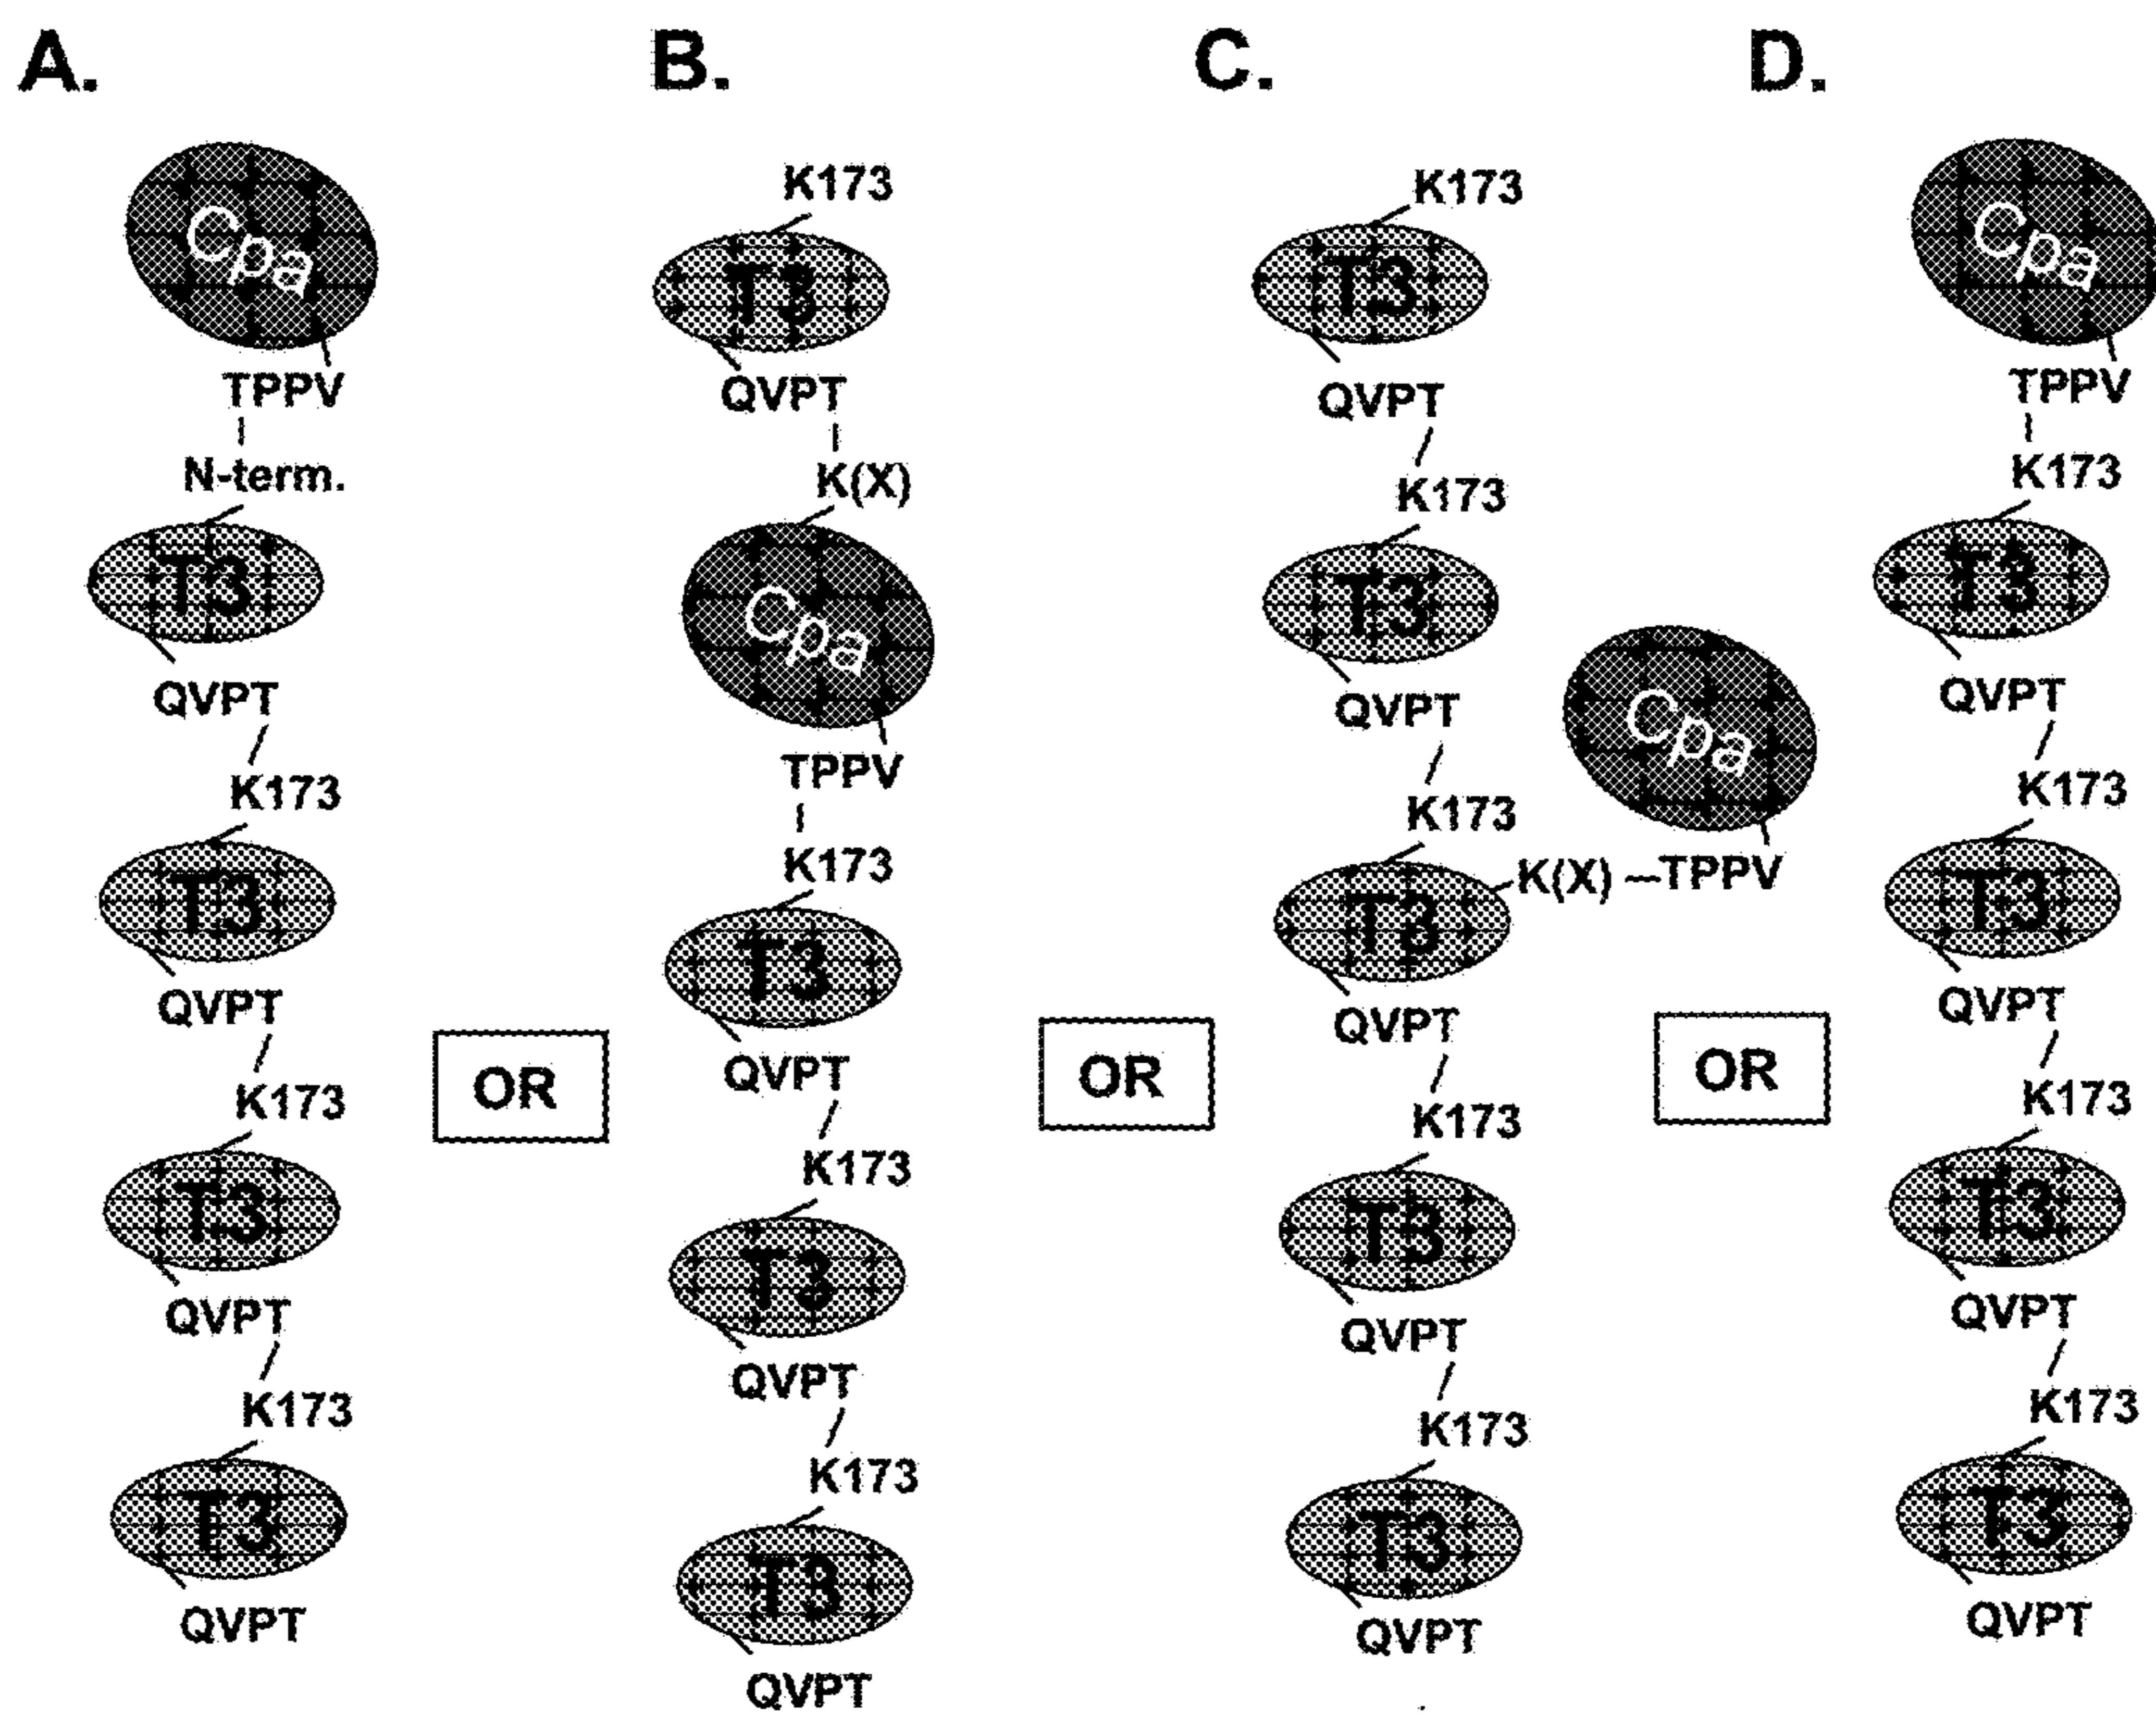 A.
Cpa
TPPV
N-term.
T3
QVPT
K173
T3
QVPT
K173
T3
QVPT
K173
T3
QVPT
OR
B.
K173
T3
QVPT
K(X)
Cpa
TPPV
K173
T3
QVPT
K173
T3
QVPT
K173
T3
QVPT
OR
C.
K173
T3
QVPT
K173
T3
QVPT
K173
Cpa
K(X) –TPPV
T3
QVPT
K173
T3
QVPT
K173
T3
QVPT
OR
D.
Cpa
TPPV
K173
T3
QVPT
K173
T3
QVPT
K173
T3
QVPT
K173
T3
QVPT